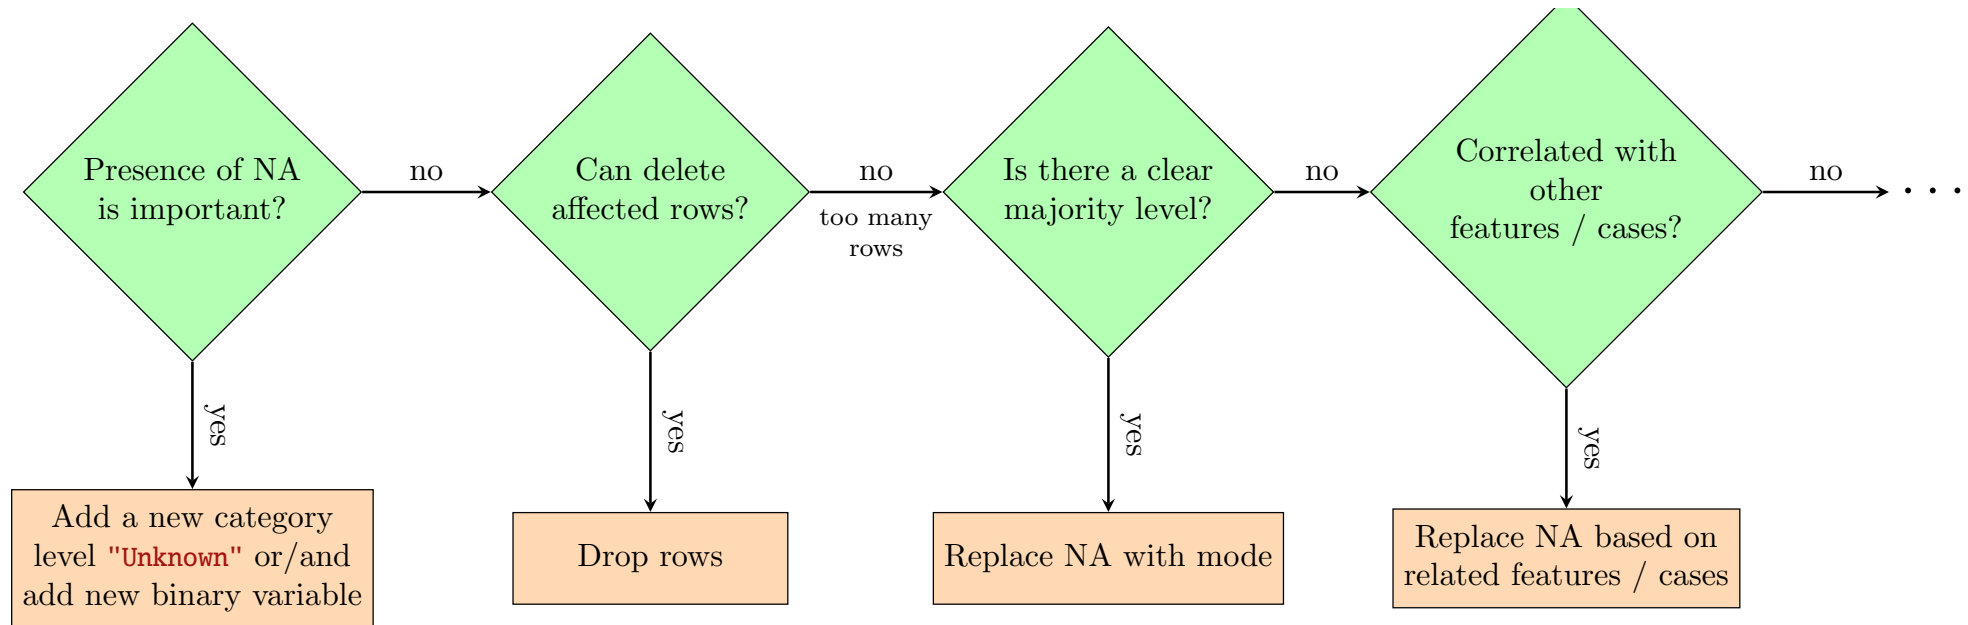 Presence of NA
is important?
no
Can delete
affected rows?
no
too many
rows
Is there a clear
majority level?
no
Correlated with
other
features / cases?
no
. . .
yes
yes
yes
yes
Add a new category
level "Unknown" or/and
add new binary variable
Drop rows
Replace NA with mode
Replace NA based on
related features / cases